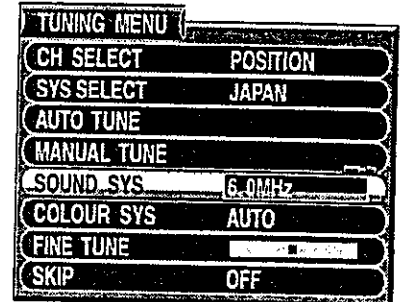 TUNING MENU
CH SELECT POSITION
SYS SELECT JAPAN
AUTO TUNE
MANUAL TUNE
SOUND SYS 6.0MHz
COLOUR SYS AUTO
FINE TUNE
SKIP OFF